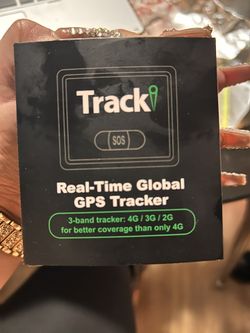 Tracki
SOS
Real-Time Global
GPS Tracker
3-band tracker: 4G / 3G / 2G
for better coverage than only 4G